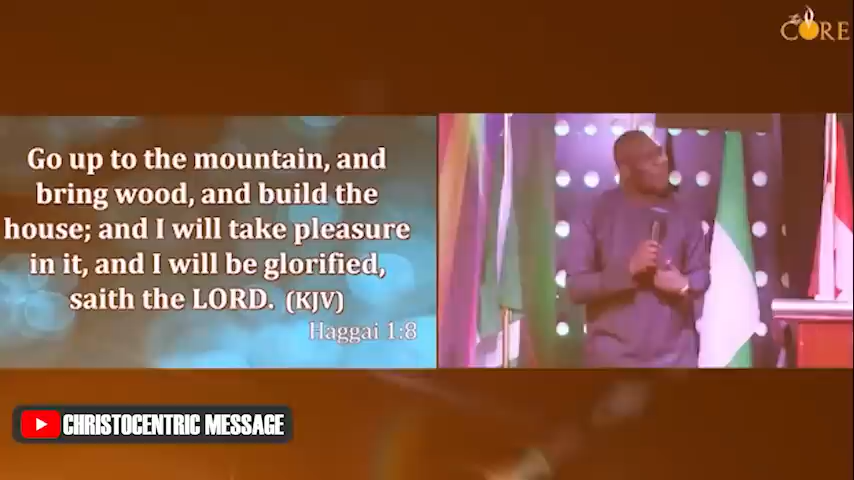 The
CORE
Go up to the mountain, and
bring wood, and build the
house; and I will take pleasure
in it, and I will be glorified,
saith the LORD. (KJV)
Haggai 1:8
CHRISTOCENTRIC MESSAGE